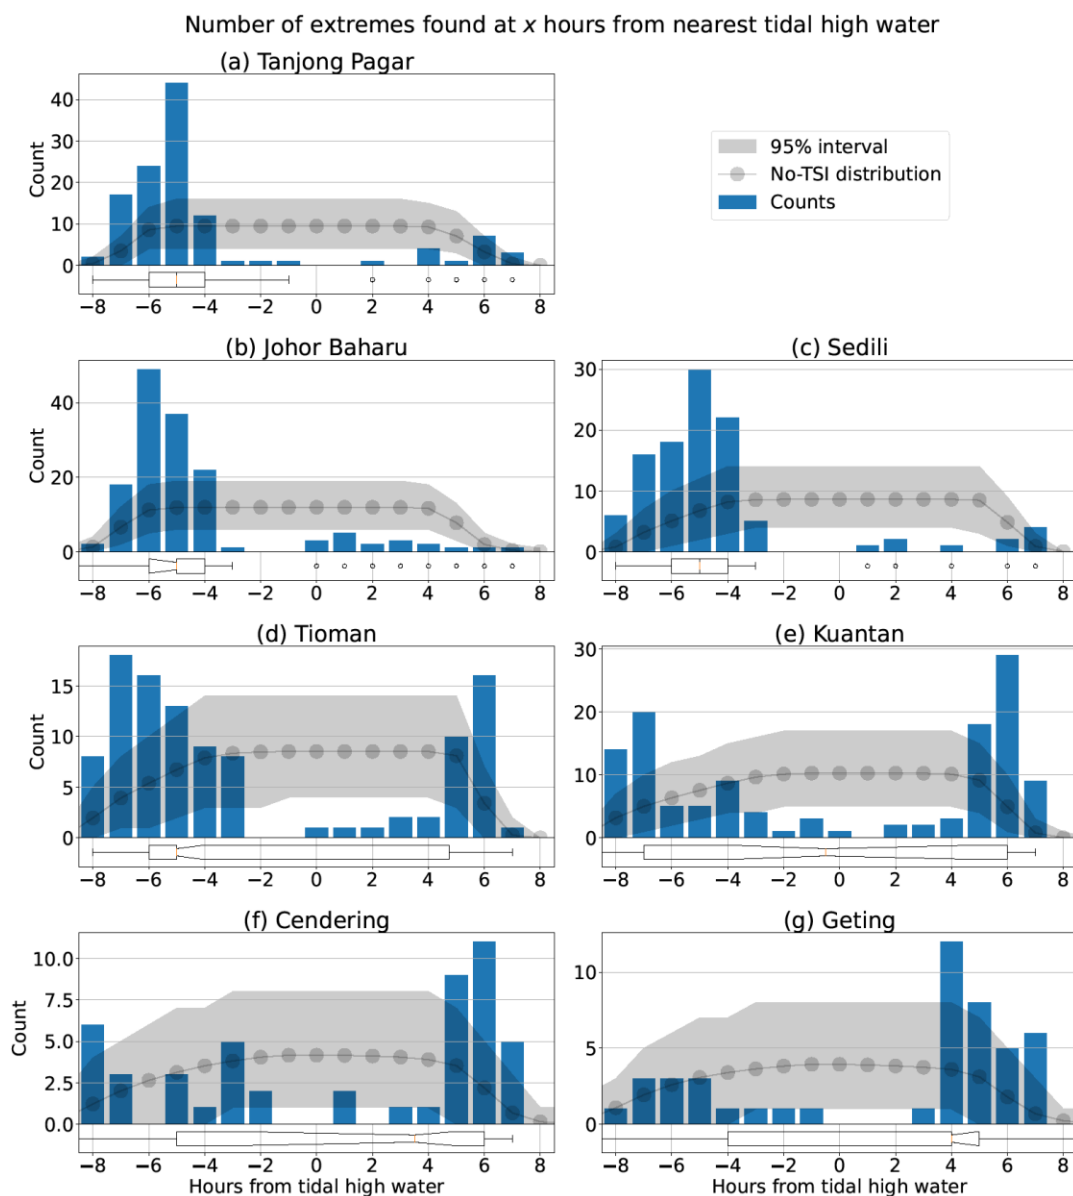 Number of extremes found at x hours from nearest tidal high water
(a) Tanjong Pagar
40
30
20
10
0
Count
−8 −6 −4 −2 0 2 4 6 8
95% interval
No-TSI distribution
Counts
(b) Johor Baharu
40
20
0
Count
−8 −6 −4 −2 0 2 4 6 8
(c) Sedili
30
20
10
0
−8 −6 −4 −2 0 2 4 6 8
(d) Tioman
15
10
5
0
Count
−8 −6 −4 −2 0 2 4 6 8
(e) Kuantan
30
20
10
0
−8 −6 −4 −2 0 2 4 6 8
(f) Cendering
10.0
7.5
5.0
2.5
0.0
Count
−8 −6 −4 −2 0 2 4 6 8
Hours from tidal high water
(g) Geting
10
5
0
−8 −6 −4 −2 0 2 4 6 8
Hours from tidal high water